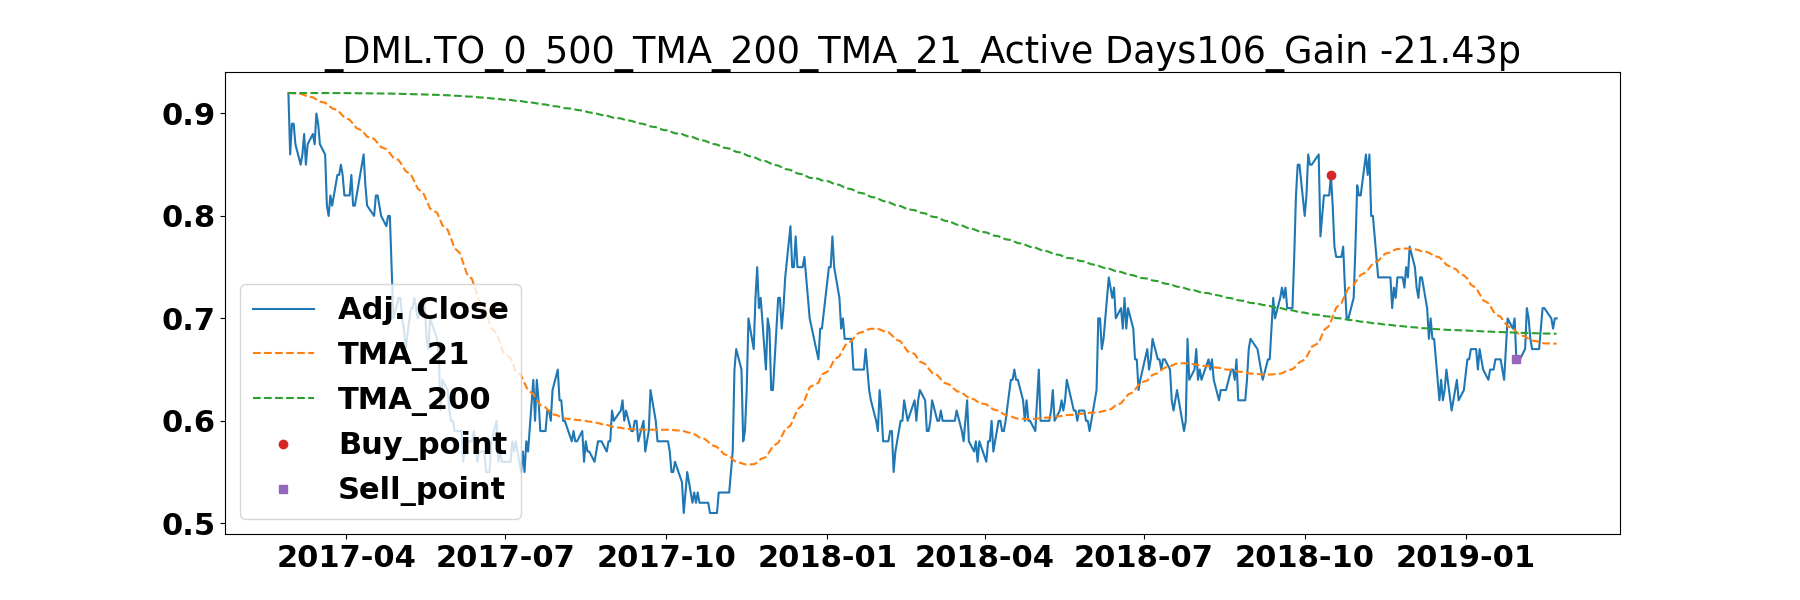 _DML.TO_0_500_TMA_200_TMA_21_Active Days106_Gain -21.43p
0.9
0.8
0.7
0.6
0.5
Adj. Close
TMA_21
TMA_200
Buy_point
Sell_point
2017-04 2017-07 2017-10 2018-01 2018-04 2018-07 2018-10 2019-01